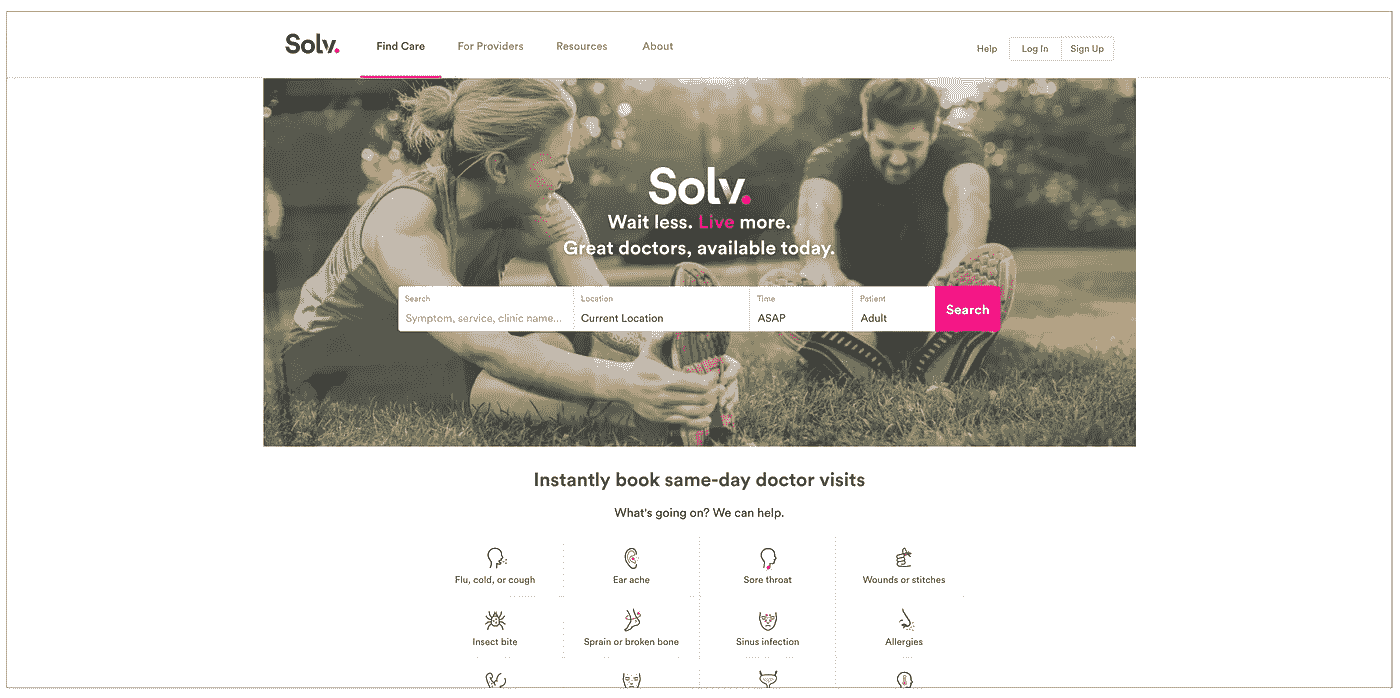 Solv.
Find Care
For Providers
Resources
About
Help
Log In
Sign Up
Solv.
Wait less. Live more.
Great doctors, available today.
Search
Symptom, service, clinic name...
Location
Current Location
Time
ASAP
Patient
Adult
Search
Instantly book same-day doctor visits
What's going on? We can help.
Flu, cold, or cough
Ear ache
Sore throat
Wounds or stitches
Insect bite
Sprain or broken bone
Sinus infection
Allergies